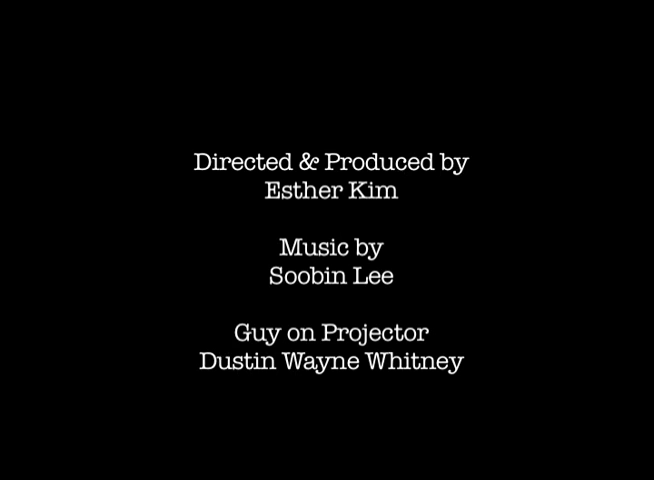 Directed & Produced by
Esther Kim
Music by
Soobin Lee
Guy on Projector
Dustin Wayne Whitney